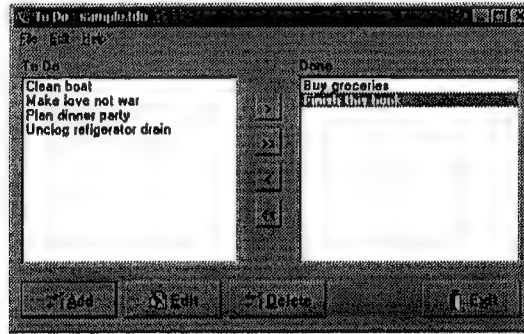 To Do - sample.tdo
File Edit Help
To Do
Clean boat
Make love not war
Plan dinner party
Unclog refigerator drain
Done
Buy groceries
Finish this book
>
>>
<
<<
Add Edit Delete Exit